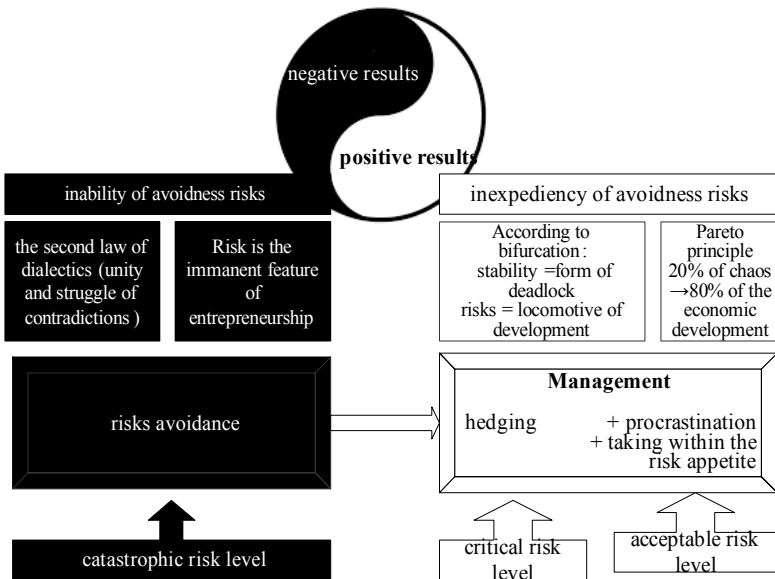 negative results
positive results
inability of avoidness risks
the second law of
dialectics (unity
and struggle of
contradictions )
Risk is the
immanent feature
of
entrepreneurship
inexpediency of avoidness risks
According to
bifurcation :
stability =form of
deadlock
risks = locomotive of
development
Pareto
principle
20% of chaos
→80% of the
economic
development
risks avoidance
Management
hedging
+ procrastination
+ taking within the
risk appetite
catastrophic risk level
critical risk
level
acceptable risk
level